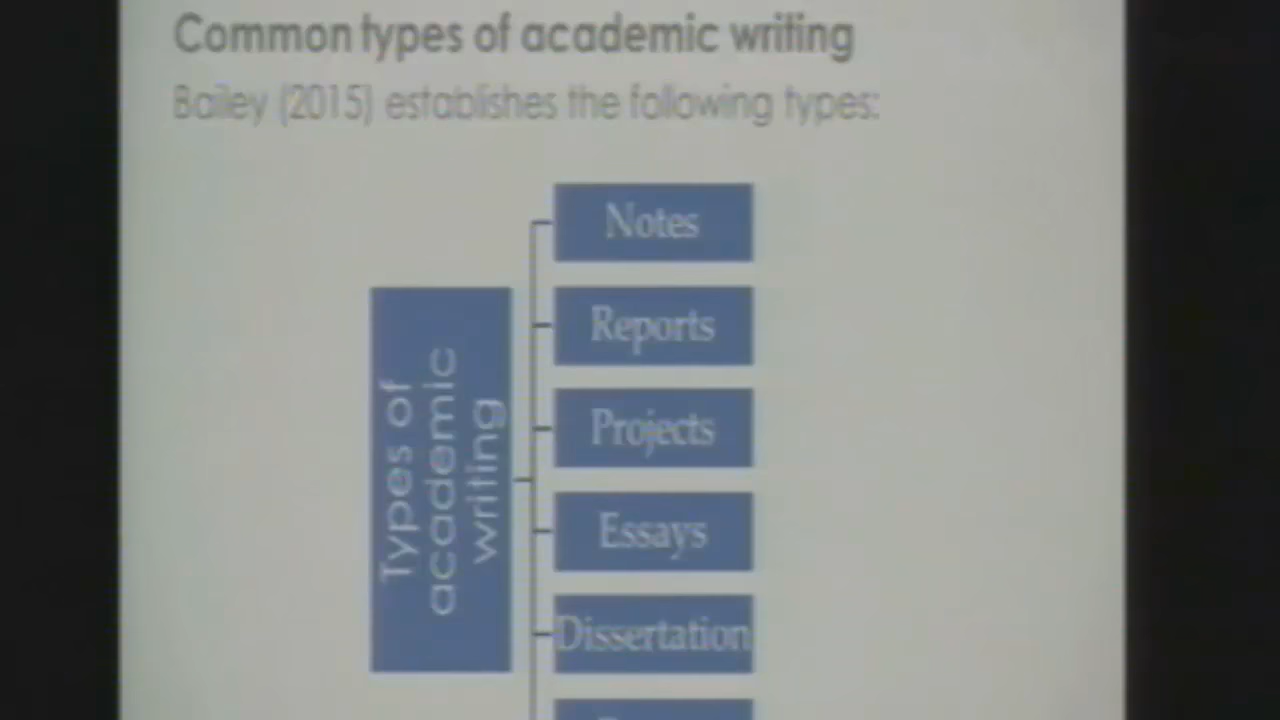 Common types of academic writing
Bailey (2015) establishes the following types:
Notes
Reports
Projects
Essays
Dissertation
Types of
academic
writing